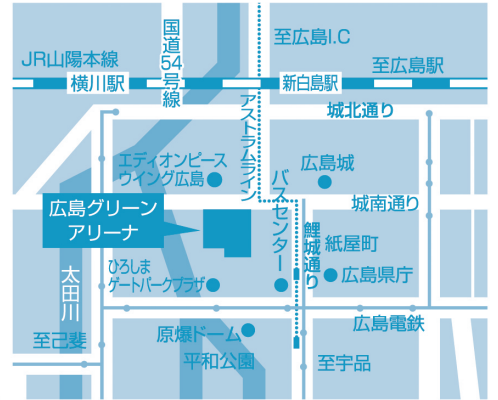 国道54号線
至広島I.C
JR山陽本線
横川駅
新白島駅
至広島駅
アストラムライン
城北通り
エディオンピース
ウイング広島
バスセンター
広島城
広島グリーン
アリーナ
城南通り
鯉城通り
紙屋町
太田川
ひろしま
ゲートパークプラザ
広島県庁
広島電鉄
至己斐
原爆ドーム
平和公園
至宇品